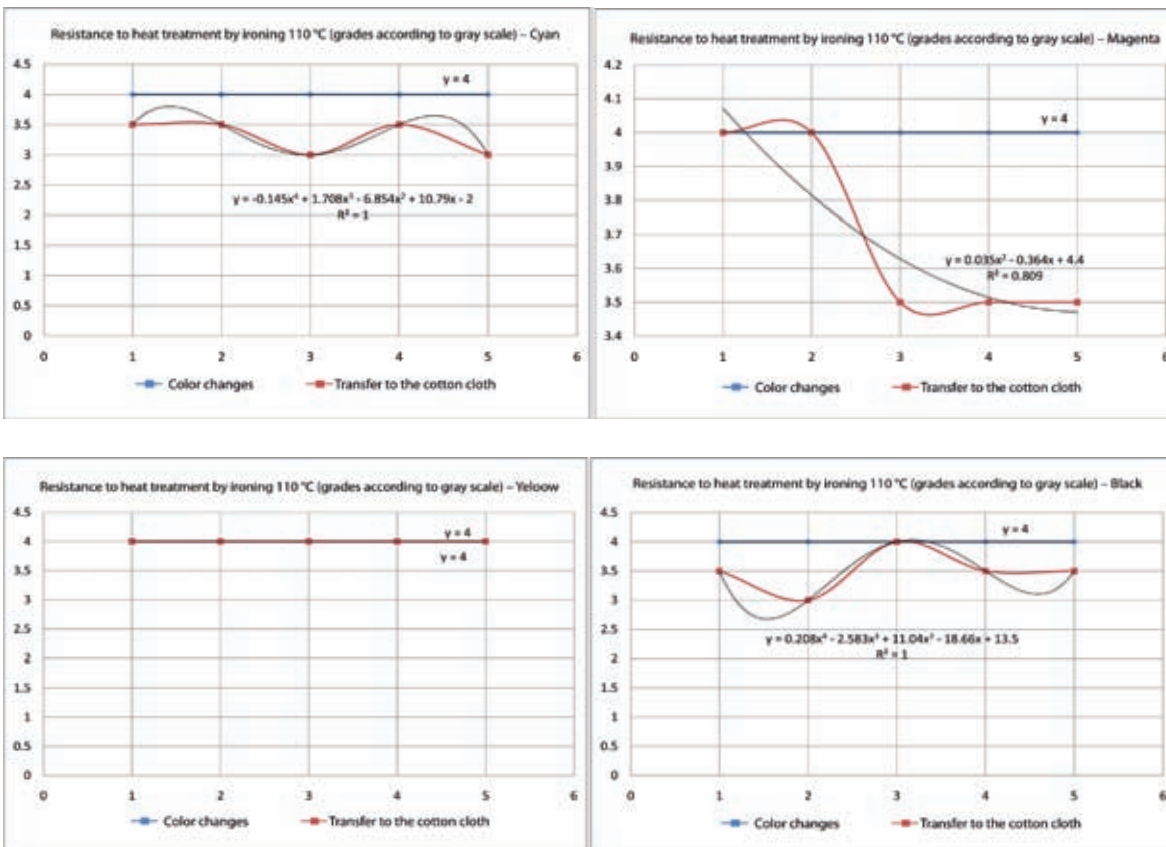 Resistance to heat treatment by ironing 110 °C (grades according to gray scale) – Cyan
4.5
4
3.5
3
2.5
2
1.5
1
0.5
0
y = 4
y = -0.145x⁴ + 1.708x³ - 6.854x² + 10.79x - 2
R² = 1
0 1 2 3 4 5 6
Color changes Transfer to the cotton cloth
Resistance to heat treatment by ironing 110 °C (grades according to gray scale) – Magenta
4.2
4.1
4
3.9
3.8
3.7
3.6
3.5
3.4
y = 4
y = 0.035x² - 0.364x + 4.4
R² = 0.809
0 1 2 3 4 5 6
Color changes Transfer to the cotton cloth
Resistance to heat treatment by ironing 110 °C (grades according to gray scale) – Yeloow
4.5
4
3.5
3
2.5
2
1.5
1
0.5
0
y = 4
y = 4
0 1 2 3 4 5 6
Color changes Transfer to the cotton cloth
Resistance to heat treatment by ironing 110 °C (grades according to gray scale) – Black
4.5
4
3.5
3
2.5
2
1.5
1
0.5
0
y = 4
y = 0.208x⁴ - 2.583x³ + 11.04x² - 18.66x + 13.5
R² = 1
0 1 2 3 4 5 6
Color changes Transfer to the cotton cloth